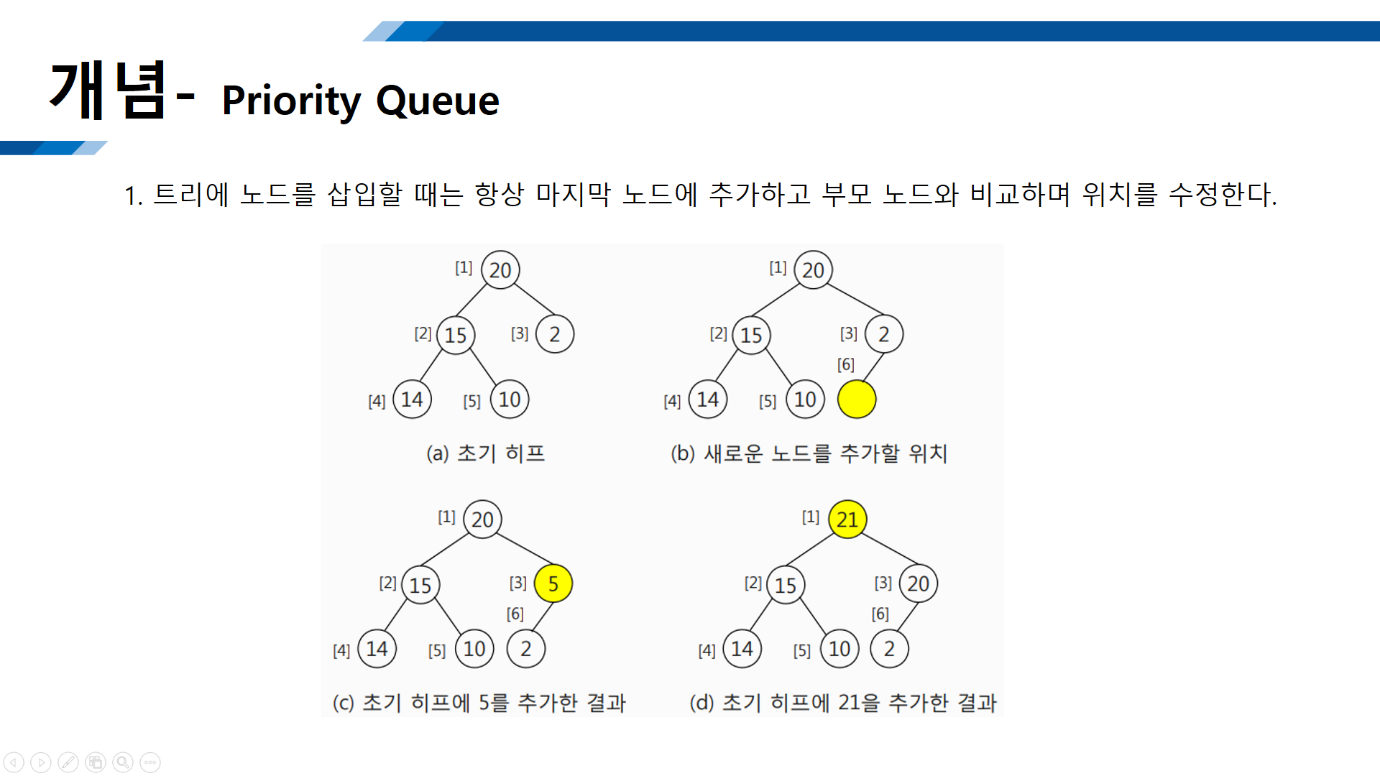 개념- Priority Queue
1. 트리에 노드를 삽입할 때는 항상 마지막 노드에 추가하고 부모 노드와 비교하며 위치를 수정한다.
[1] 20
[2] 15 [3] 2
[4] 14 [5] 10
(a) 초기 히프
[1] 20
[2] 15 [3] 2
[6]
[4] 14 [5] 10
(b) 새로운 노드를 추가할 위치
[1] 20
[2] 15 [3] 5
[6]
[4] 14 [5] 10 2
(c) 초기 히프에 5를 추가한 결과
[1] 21
[2] 15 [3] 20
[6]
[4] 14 [5] 10 2
(d) 초기 히프에 21을 추가한 결과